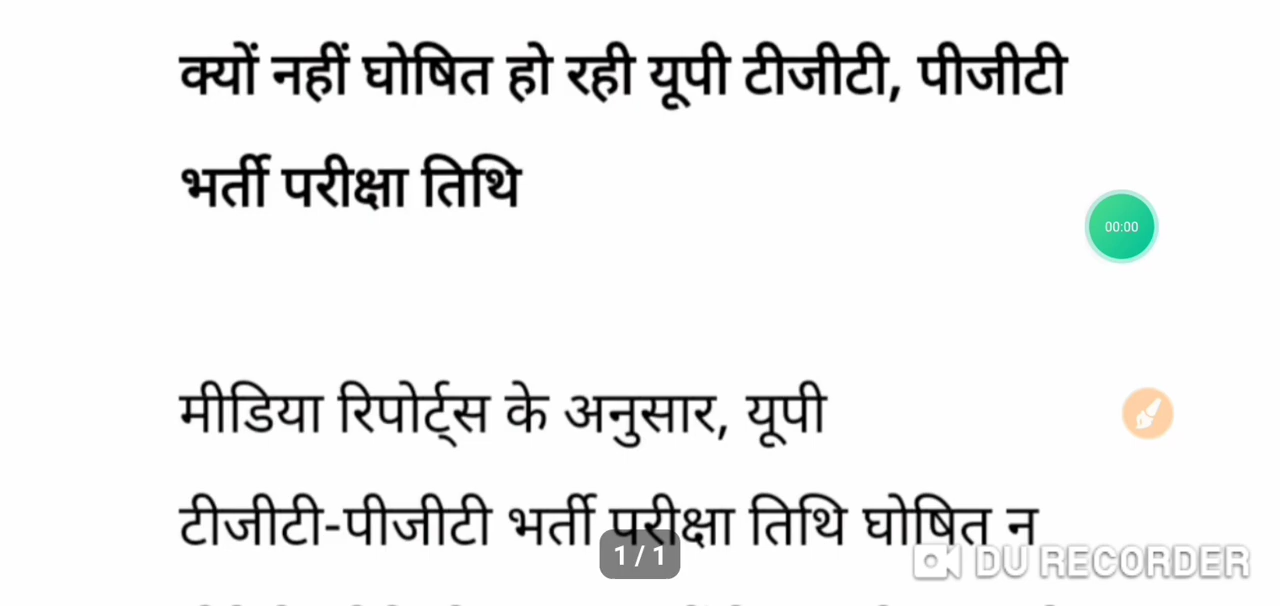 क्यों नहीं घोषित हो रही यूपी टीजीटी, पीजीटी
भर्ती परीक्षा तिथि
00:00
मीडिया रिपोर्ट्स के अनुसार, यूपी
टीजीटी-पीजीटी भर्ती परीक्षा तिथि घोषित न
1 / 1
DU RECORDER